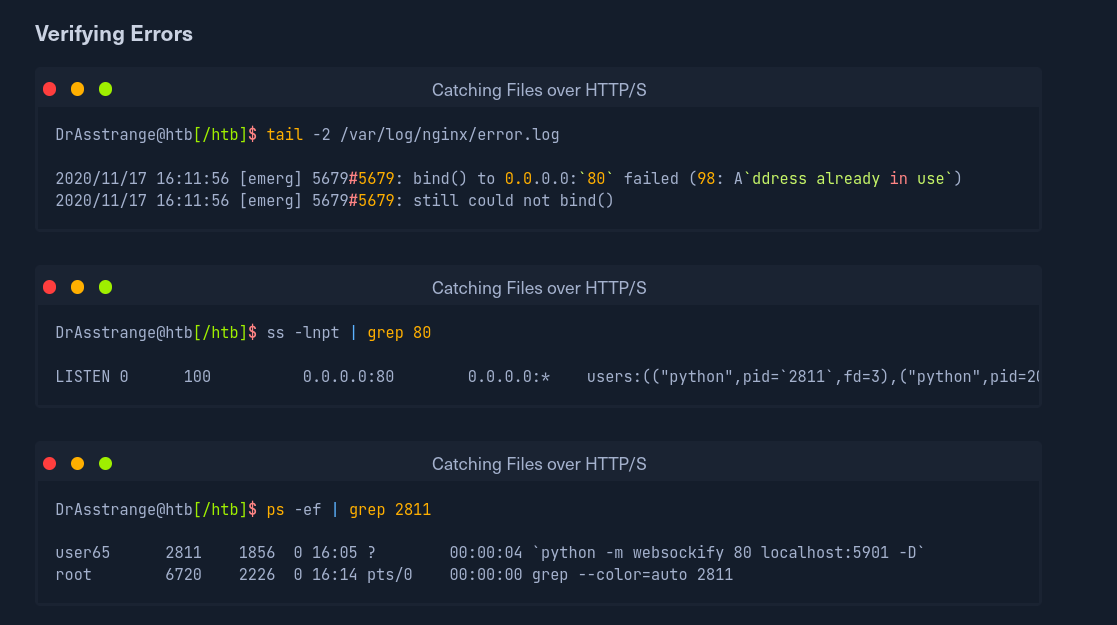 Verifying Errors
Catching Files over HTTP/S
DrAsstrange@htb[/htb]$ tail -2 /var/log/nginx/error.log
2020/11/17 16:11:56 [emerg] 5679#5679: bind() to 0.0.0.0:`80` failed (98: A`ddress already in use`)
2020/11/17 16:11:56 [emerg] 5679#5679: still could not bind()
Catching Files over HTTP/S
DrAsstrange@htb[/htb]$ ss -lnpt | grep 80
LISTEN 0      100          0.0.0.0:80        0.0.0.0:*    users:(("python",pid=`2811`,fd=3),("python",pid=20
Catching Files over HTTP/S
DrAsstrange@htb[/htb]$ ps -ef | grep 2811
user65      2811    1856  0 16:05 ?        00:00:04 `python -m websockify 80 localhost:5901 -D`
root        6720    2226  0 16:14 pts/0    00:00:00 grep --color=auto 2811